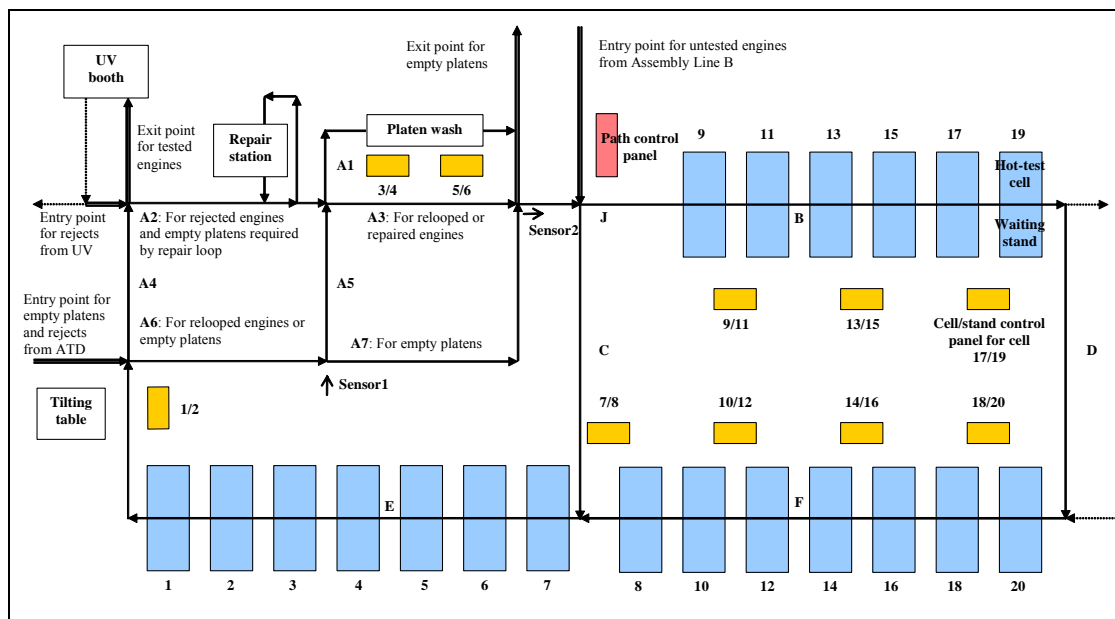 UV
booth
Exit point for
empty platens
Entry point for untested engines
from Assembly Line B
Exit point
for tested
engines
Repair
station
Platen wash
Path control
panel
A1
3/4
5/6
9
11
13
15
17
19
Hot-test
cell
Entry point
for rejects
from UV
A2: For rejected engines
and empty platens required
by repair loop
A3: For relooped or
repaired engines
Sensor2
J
B
Waiting
stand
A4
A5
Entry point for
empty platens
and rejects
from ATD
A6: For relooped engines or
empty platens
A7: For empty platens
9/11
13/15
Cell/stand control
panel for cell
17/19
C
D
Sensor1
Tilting
table
1/2
7/8
10/12
14/16
18/20
E
F
1
2
3
4
5
6
7
8
10
12
14
16
18
20